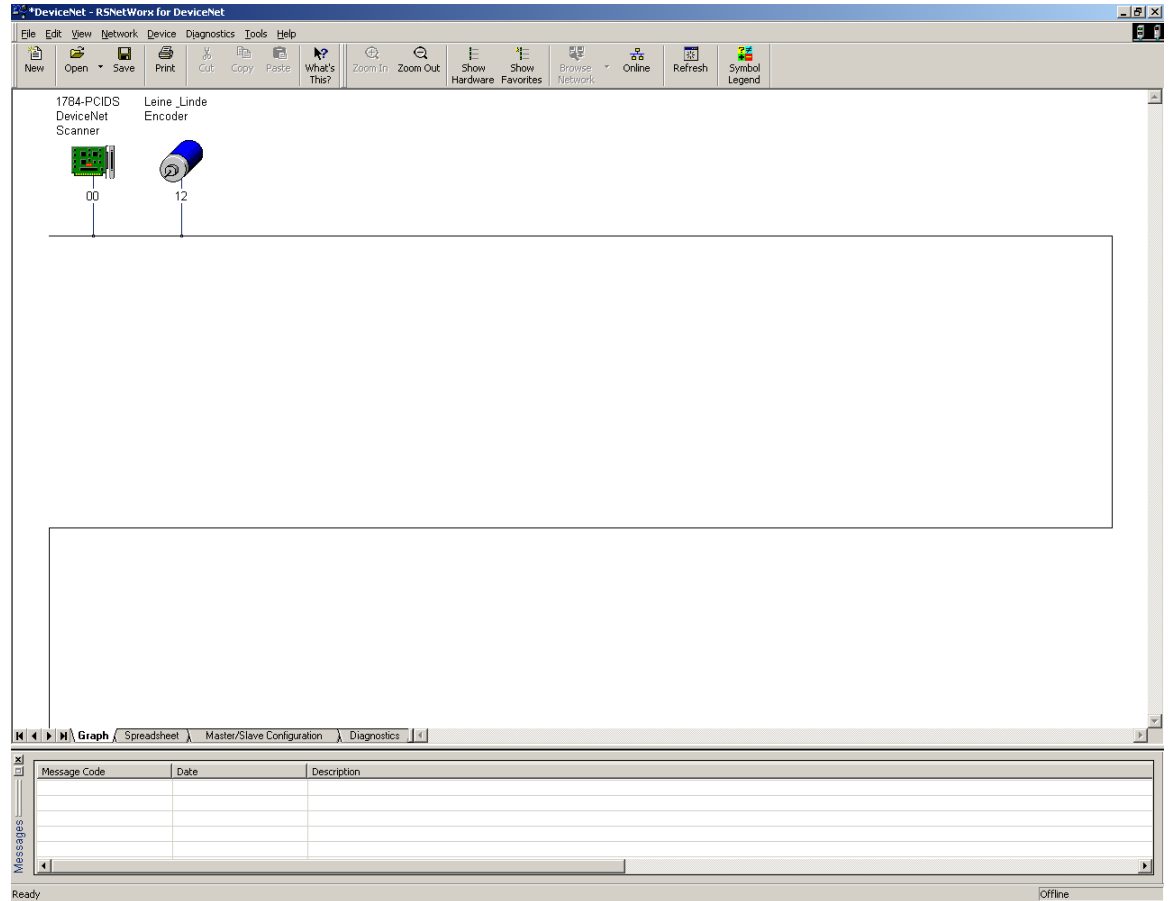 *DeviceNet - RSNetWorx for DeviceNet
File Edit View Network Device Diagnostics Tools Help
New Open Save Print Cut Copy Paste What's This? Zoom In Zoom Out Show Hardware Show Favorites Browse Network Online Refresh Symbol Legend
1784-PCIDS Leine _Linde
DeviceNet Encoder
Scanner
00 12
Graph Spreadsheet Master/Slave Configuration Diagnostics
Message Code Date Description
Messages
Ready Offline